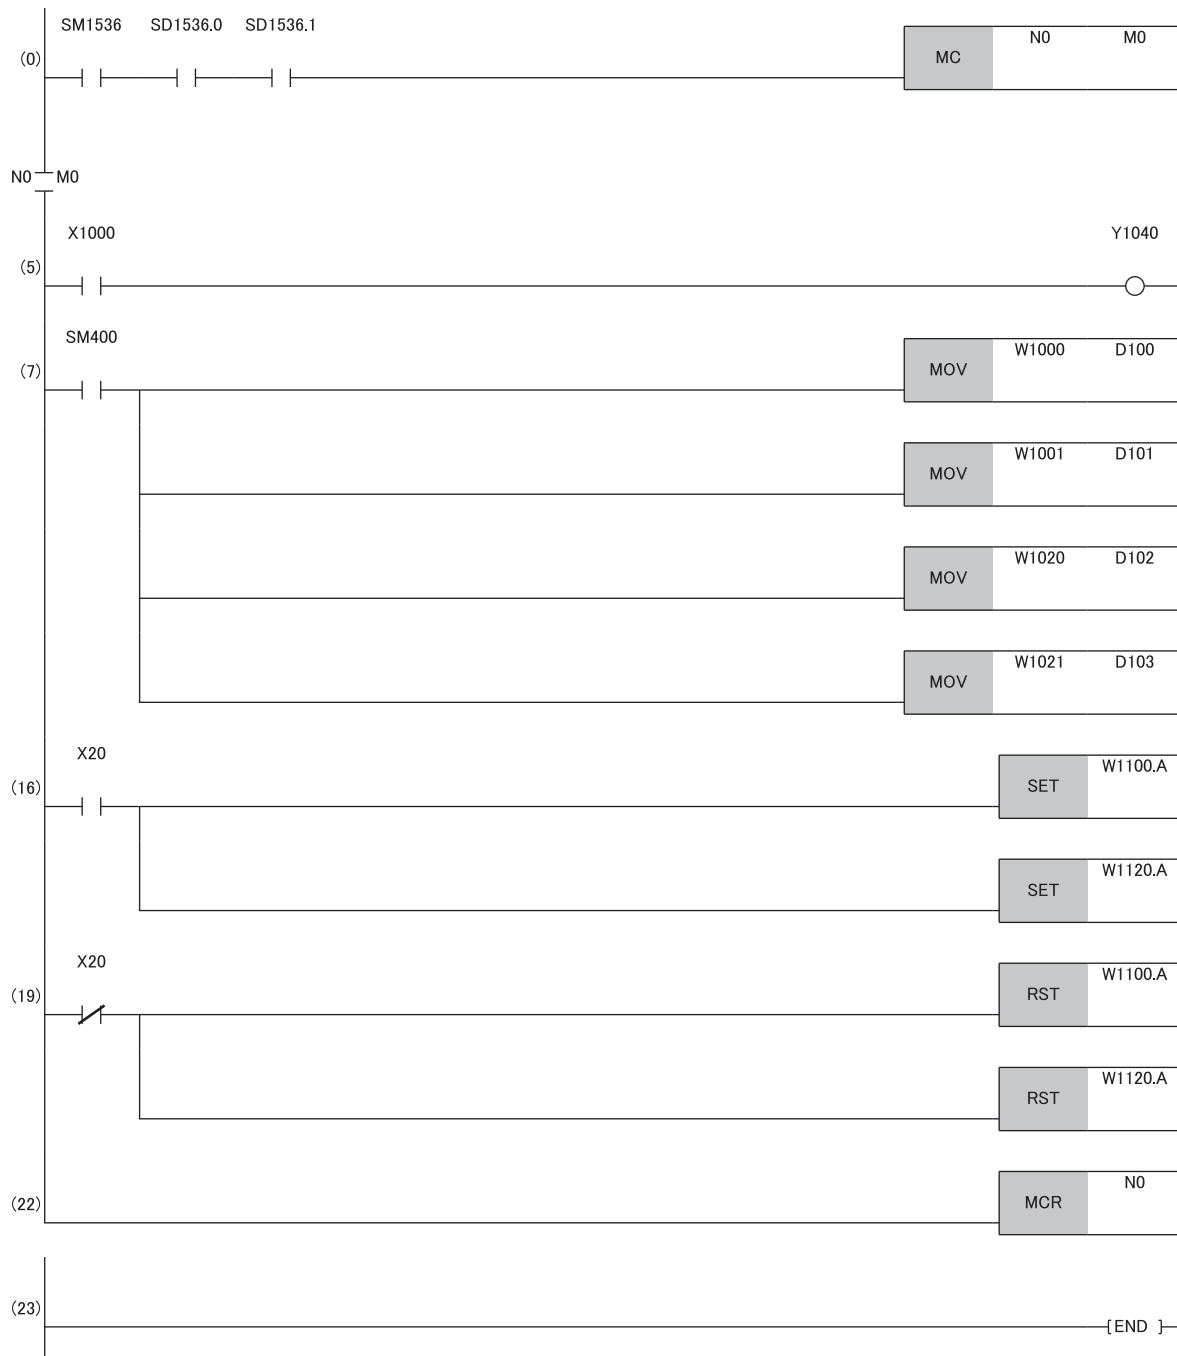 SM1536 SD1536.0 SD1536.1
(0) MC N0 M0
N0 M0
X1000 Y1040
(5)
SM400
(7) MOV W1000 D100
MOV W1001 D101
MOV W1020 D102
MOV W1021 D103
X20
(16) SET W1100.A
SET W1120.A
X20
(19) RST W1100.A
RST W1120.A
(22) MCR N0
(23) [END ]